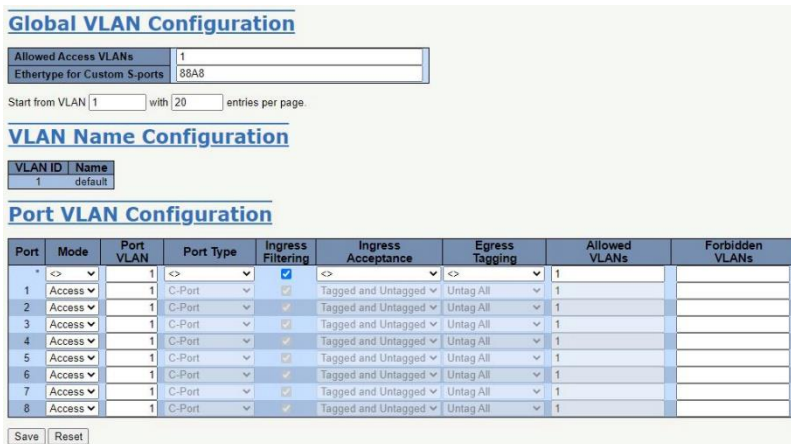 Global VLAN Configuration
Allowed Access VLANs 1
Ethertype for Custom S-ports 88A8
Start from VLAN 1 with 20 entries per page.
VLAN Name Configuration
VLAN ID Name
1 default
Port VLAN Configuration
Port Mode Port VLAN Port Type Ingress Filtering Ingress Acceptance Egress Tagging Allowed VLANs Forbidden VLANs
* <> 1 <> <> <> 1
1 Access 1 C-Port Tagged and Untagged Untag All 1
2 Access 1 C-Port Tagged and Untagged Untag All 1
3 Access 1 C-Port Tagged and Untagged Untag All 1
4 Access 1 C-Port Tagged and Untagged Untag All 1
5 Access 1 C-Port Tagged and Untagged Untag All 1
6 Access 1 C-Port Tagged and Untagged Untag All 1
7 Access 1 C-Port Tagged and Untagged Untag All 1
8 Access 1 C-Port Tagged and Untagged Untag All 1
Save Reset